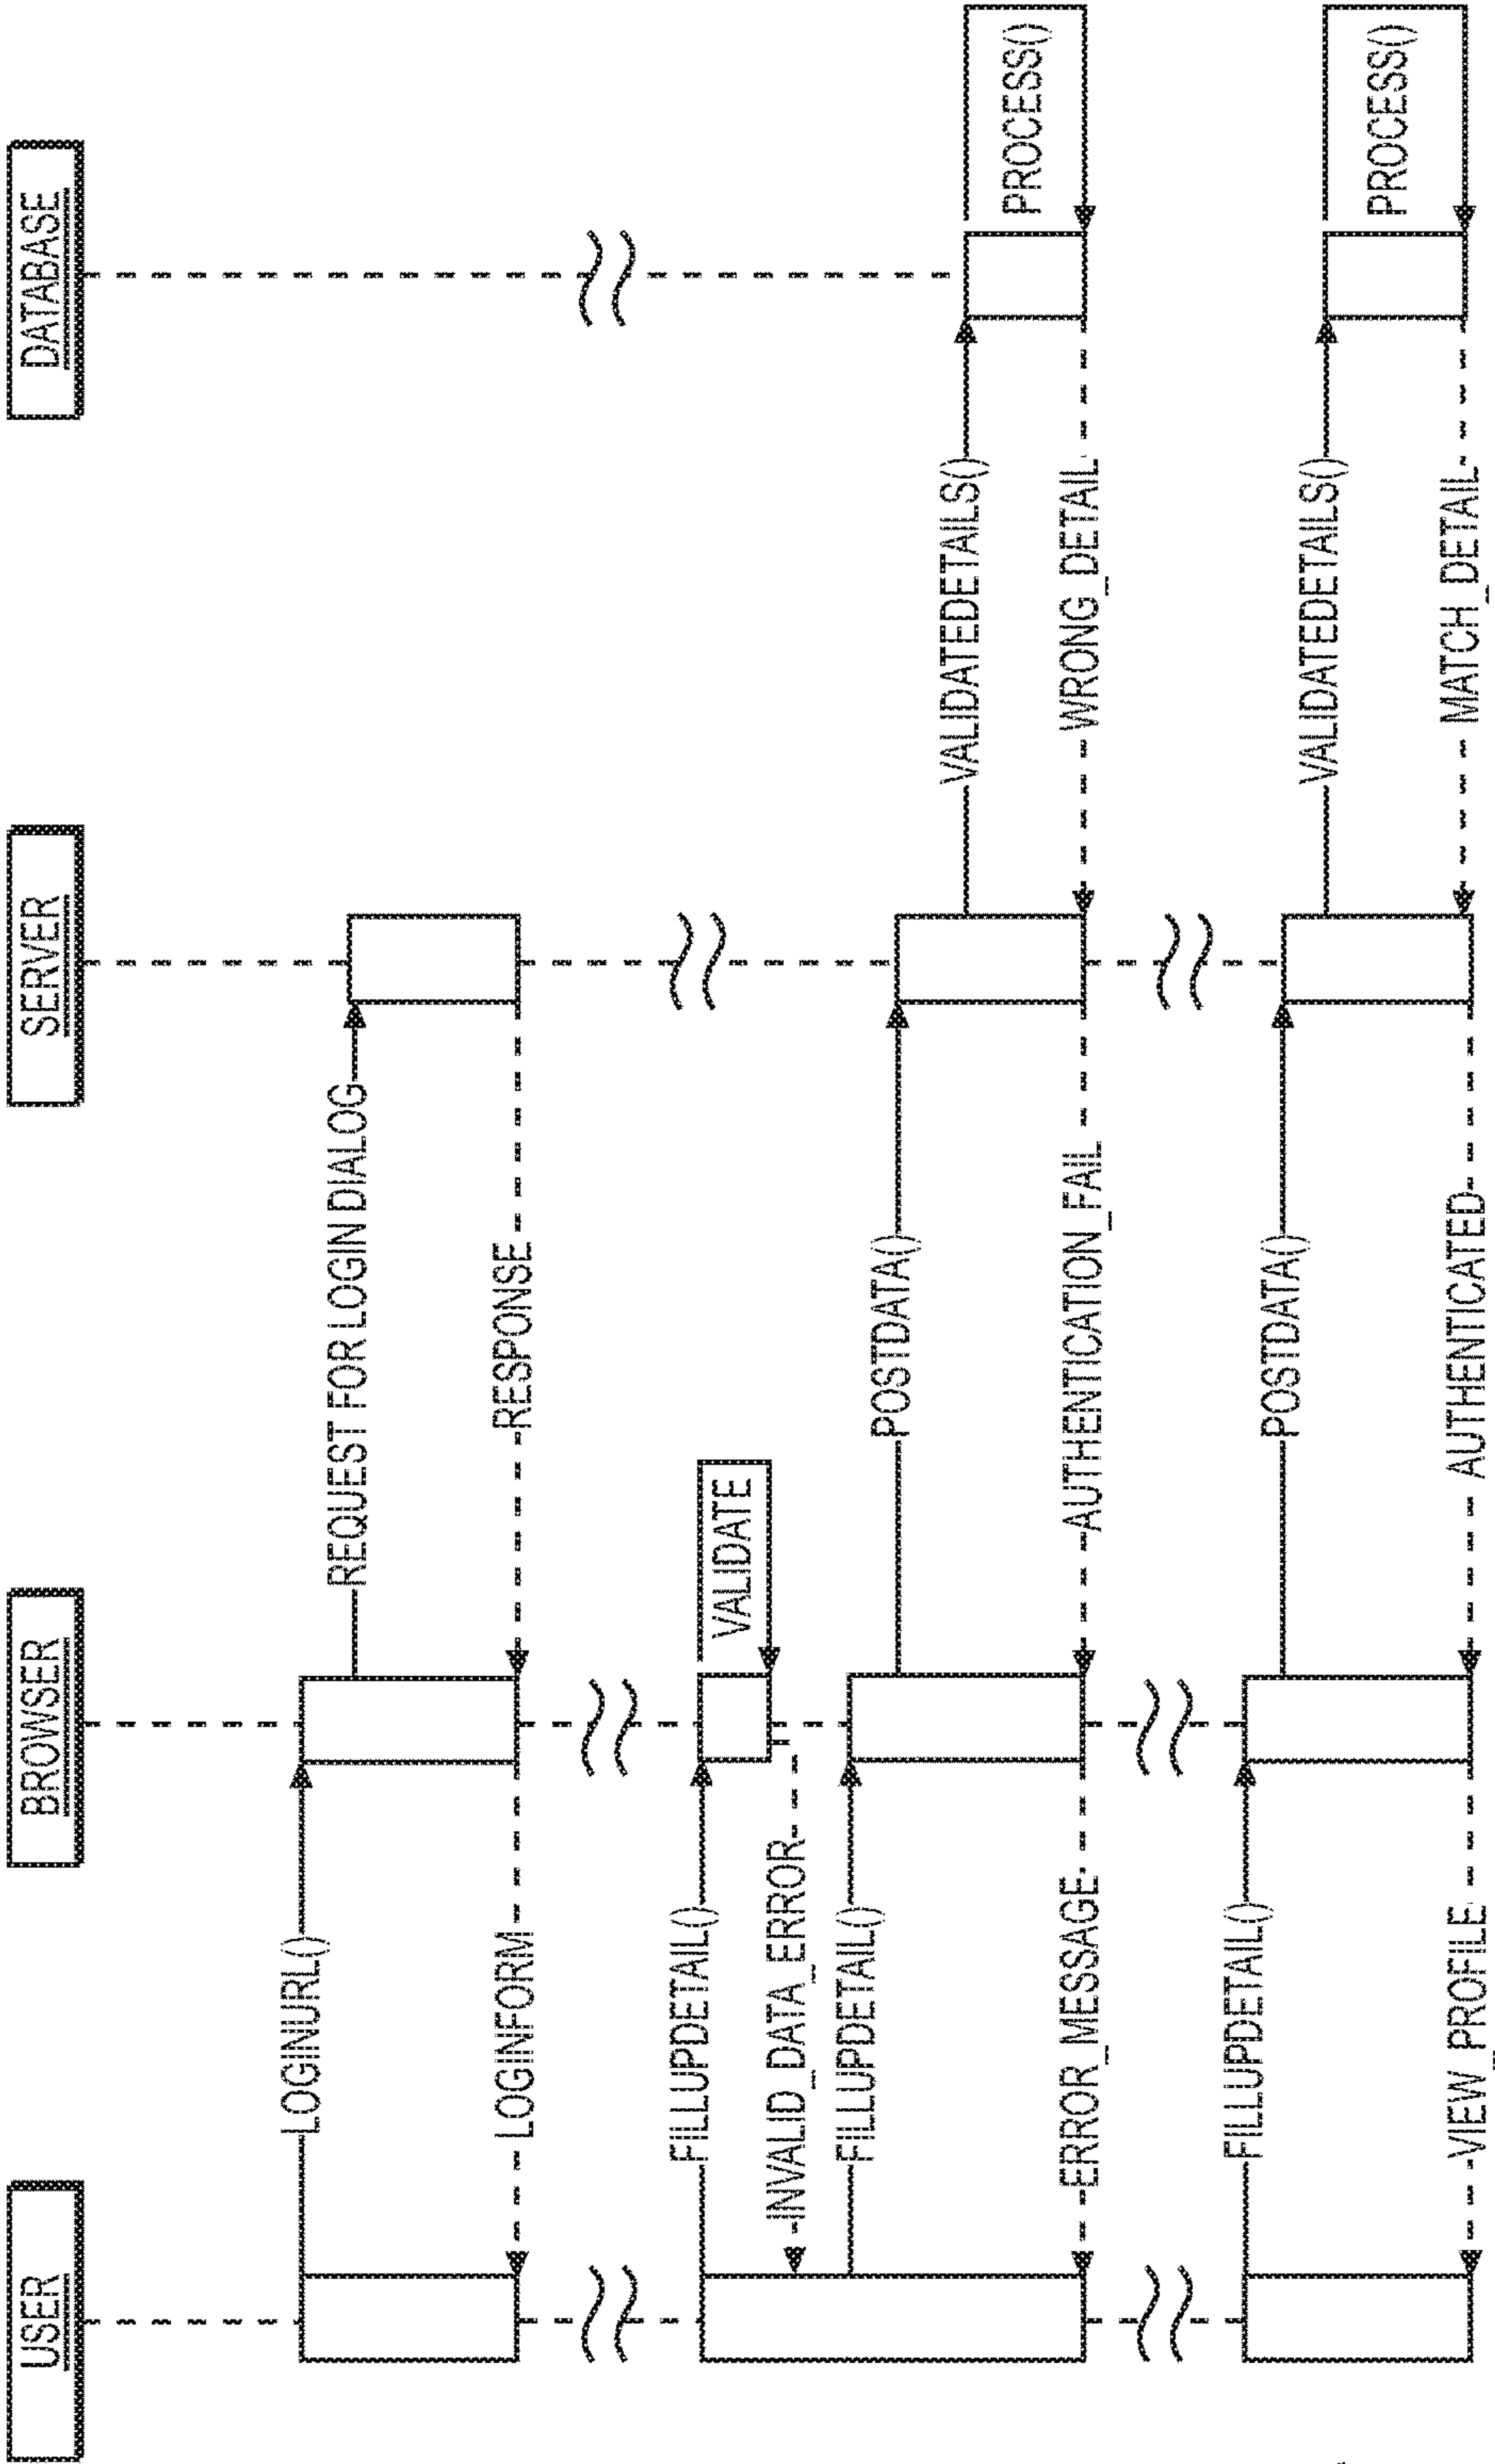 USER
BROWSER
SERVER
DATABASE
LOGINURL()
REQUEST FOR LOGIN DIALOG
RESPONSE
LOGINFORM
FILLUPDETAIL()
VALIDATE
INVALID_DATA_ERROR
FILLUPDETAIL()
POSTDATA()
VALIDATEDETAILS()
PROCESS()
WRONG_DETAIL
AUTHENTICATION_FAIL
ERROR_MESSAGE
FILLUPDETAIL()
POSTDATA()
VALIDATEDETAILS()
PROCESS()
MATCH_DETAIL
AUTHENTICATED
VIEW_PROFILE